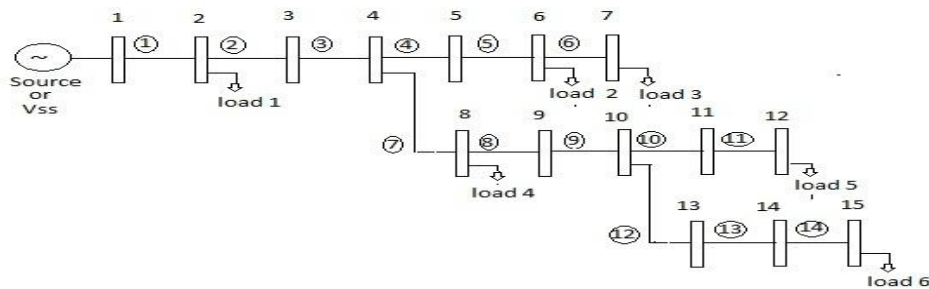 1 2 3 4 5 6 7
① ② ③ ④ ⑤ ⑥
~
Source
or
Vss
load 1
load 2
load 3
8 9 10 11 12
⑦ ⑧ ⑨ ⑩ ⑪
load 4
load 5
13 14 15
⑫ ⑬ ⑭
load 6